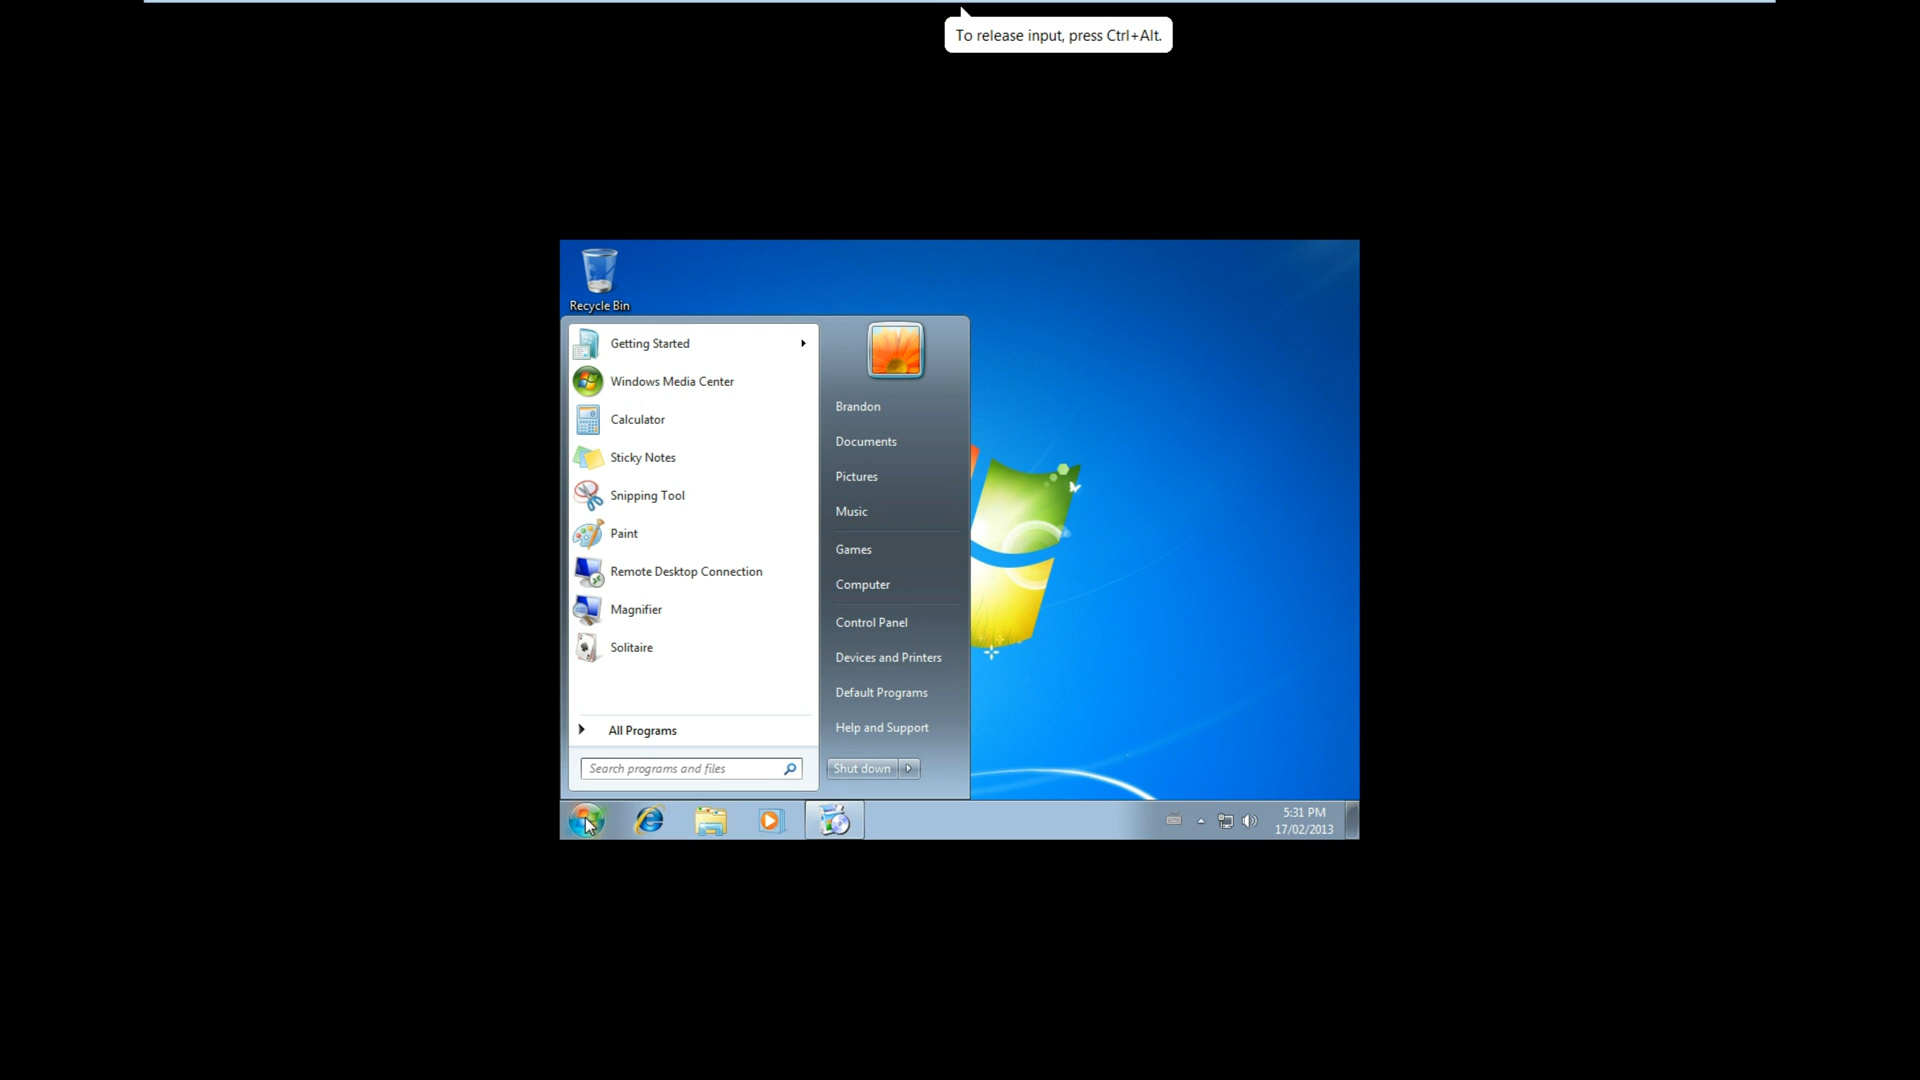 To release input, press Ctrl+Alt.
Recycle Bin
Getting Started
Windows Media Center
Calculator
Sticky Notes
Snipping Tool
Paint
Remote Desktop Connection
Magnifier
Solitaire
All Programs
Search programs and files
Brandon
Documents
Pictures
Music
Games
Computer
Control Panel
Devices and Printers
Default Programs
Help and Support
Shut down
5:31 PM
17/02/2013